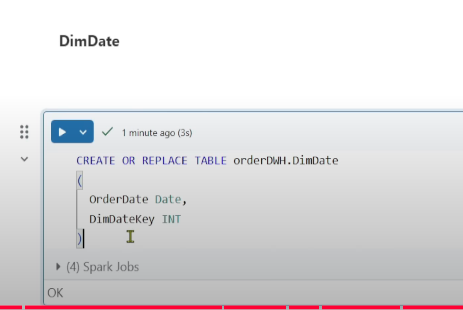 DimDate
1 minute ago (3s)
CREATE OR REPLACE TABLE orderDWH.DimDate
(
OrderDate Date,
DimDateKey INT
)
(4) Spark Jobs
OK